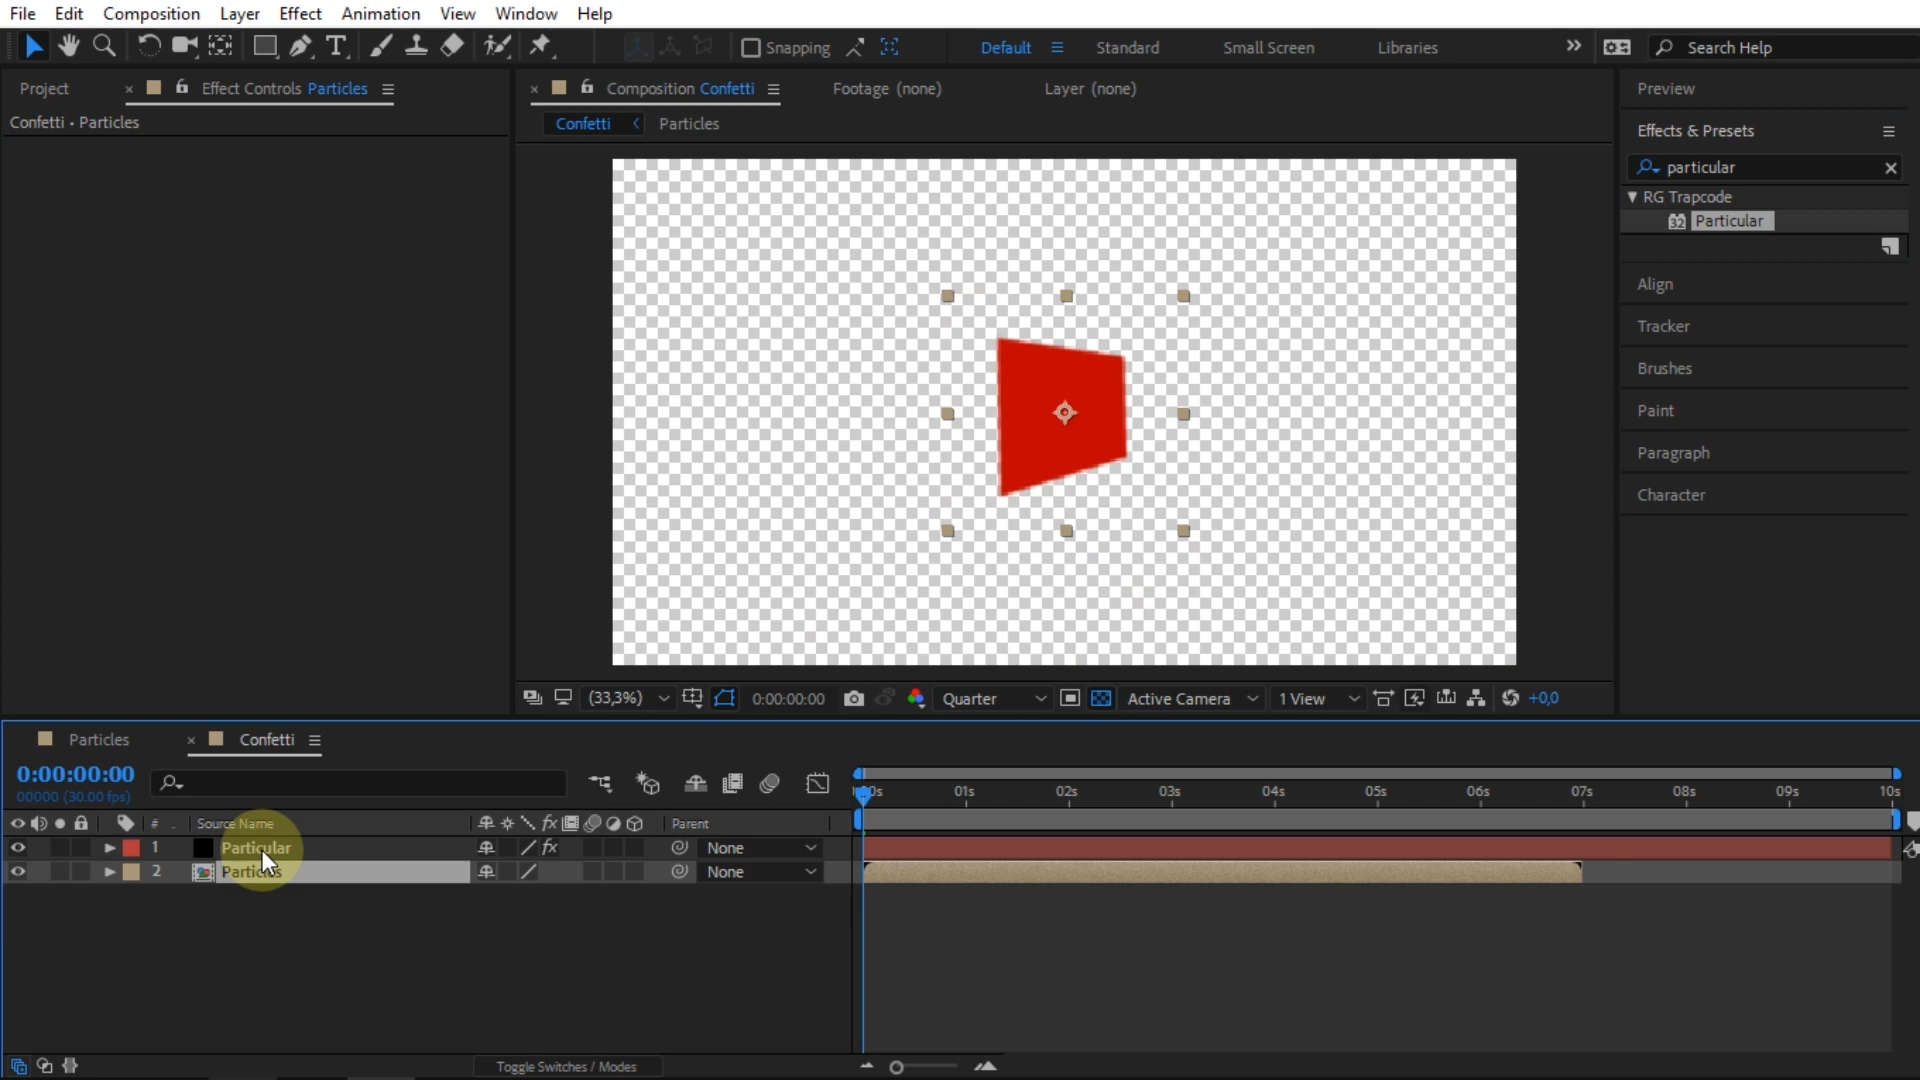 File Edit Composition Layer Effect Animation View Window Help
Snapping Default Standard Small Screen Libraries Search Help
Project Effect Controls Particles Composition Confetti Footage (none) Layer (none) Preview
Confetti • Particles Confetti Particles Effects & Presets
particular
RG Trapcode
32 Particular
Align
Tracker
Brushes
Paint
Paragraph
Character
(33,3%) 0:00:00:00 Quarter Active Camera 1 View +0,0
Particles Confetti
0:00:00:00
00000 (30.00 fps) 01s 02s 03s 04s 05s 06s 07s 08s 09s 10s
# . Source Name fx Parent
1 Particular fx None
2 Particles None
Toggle Switches / Modes